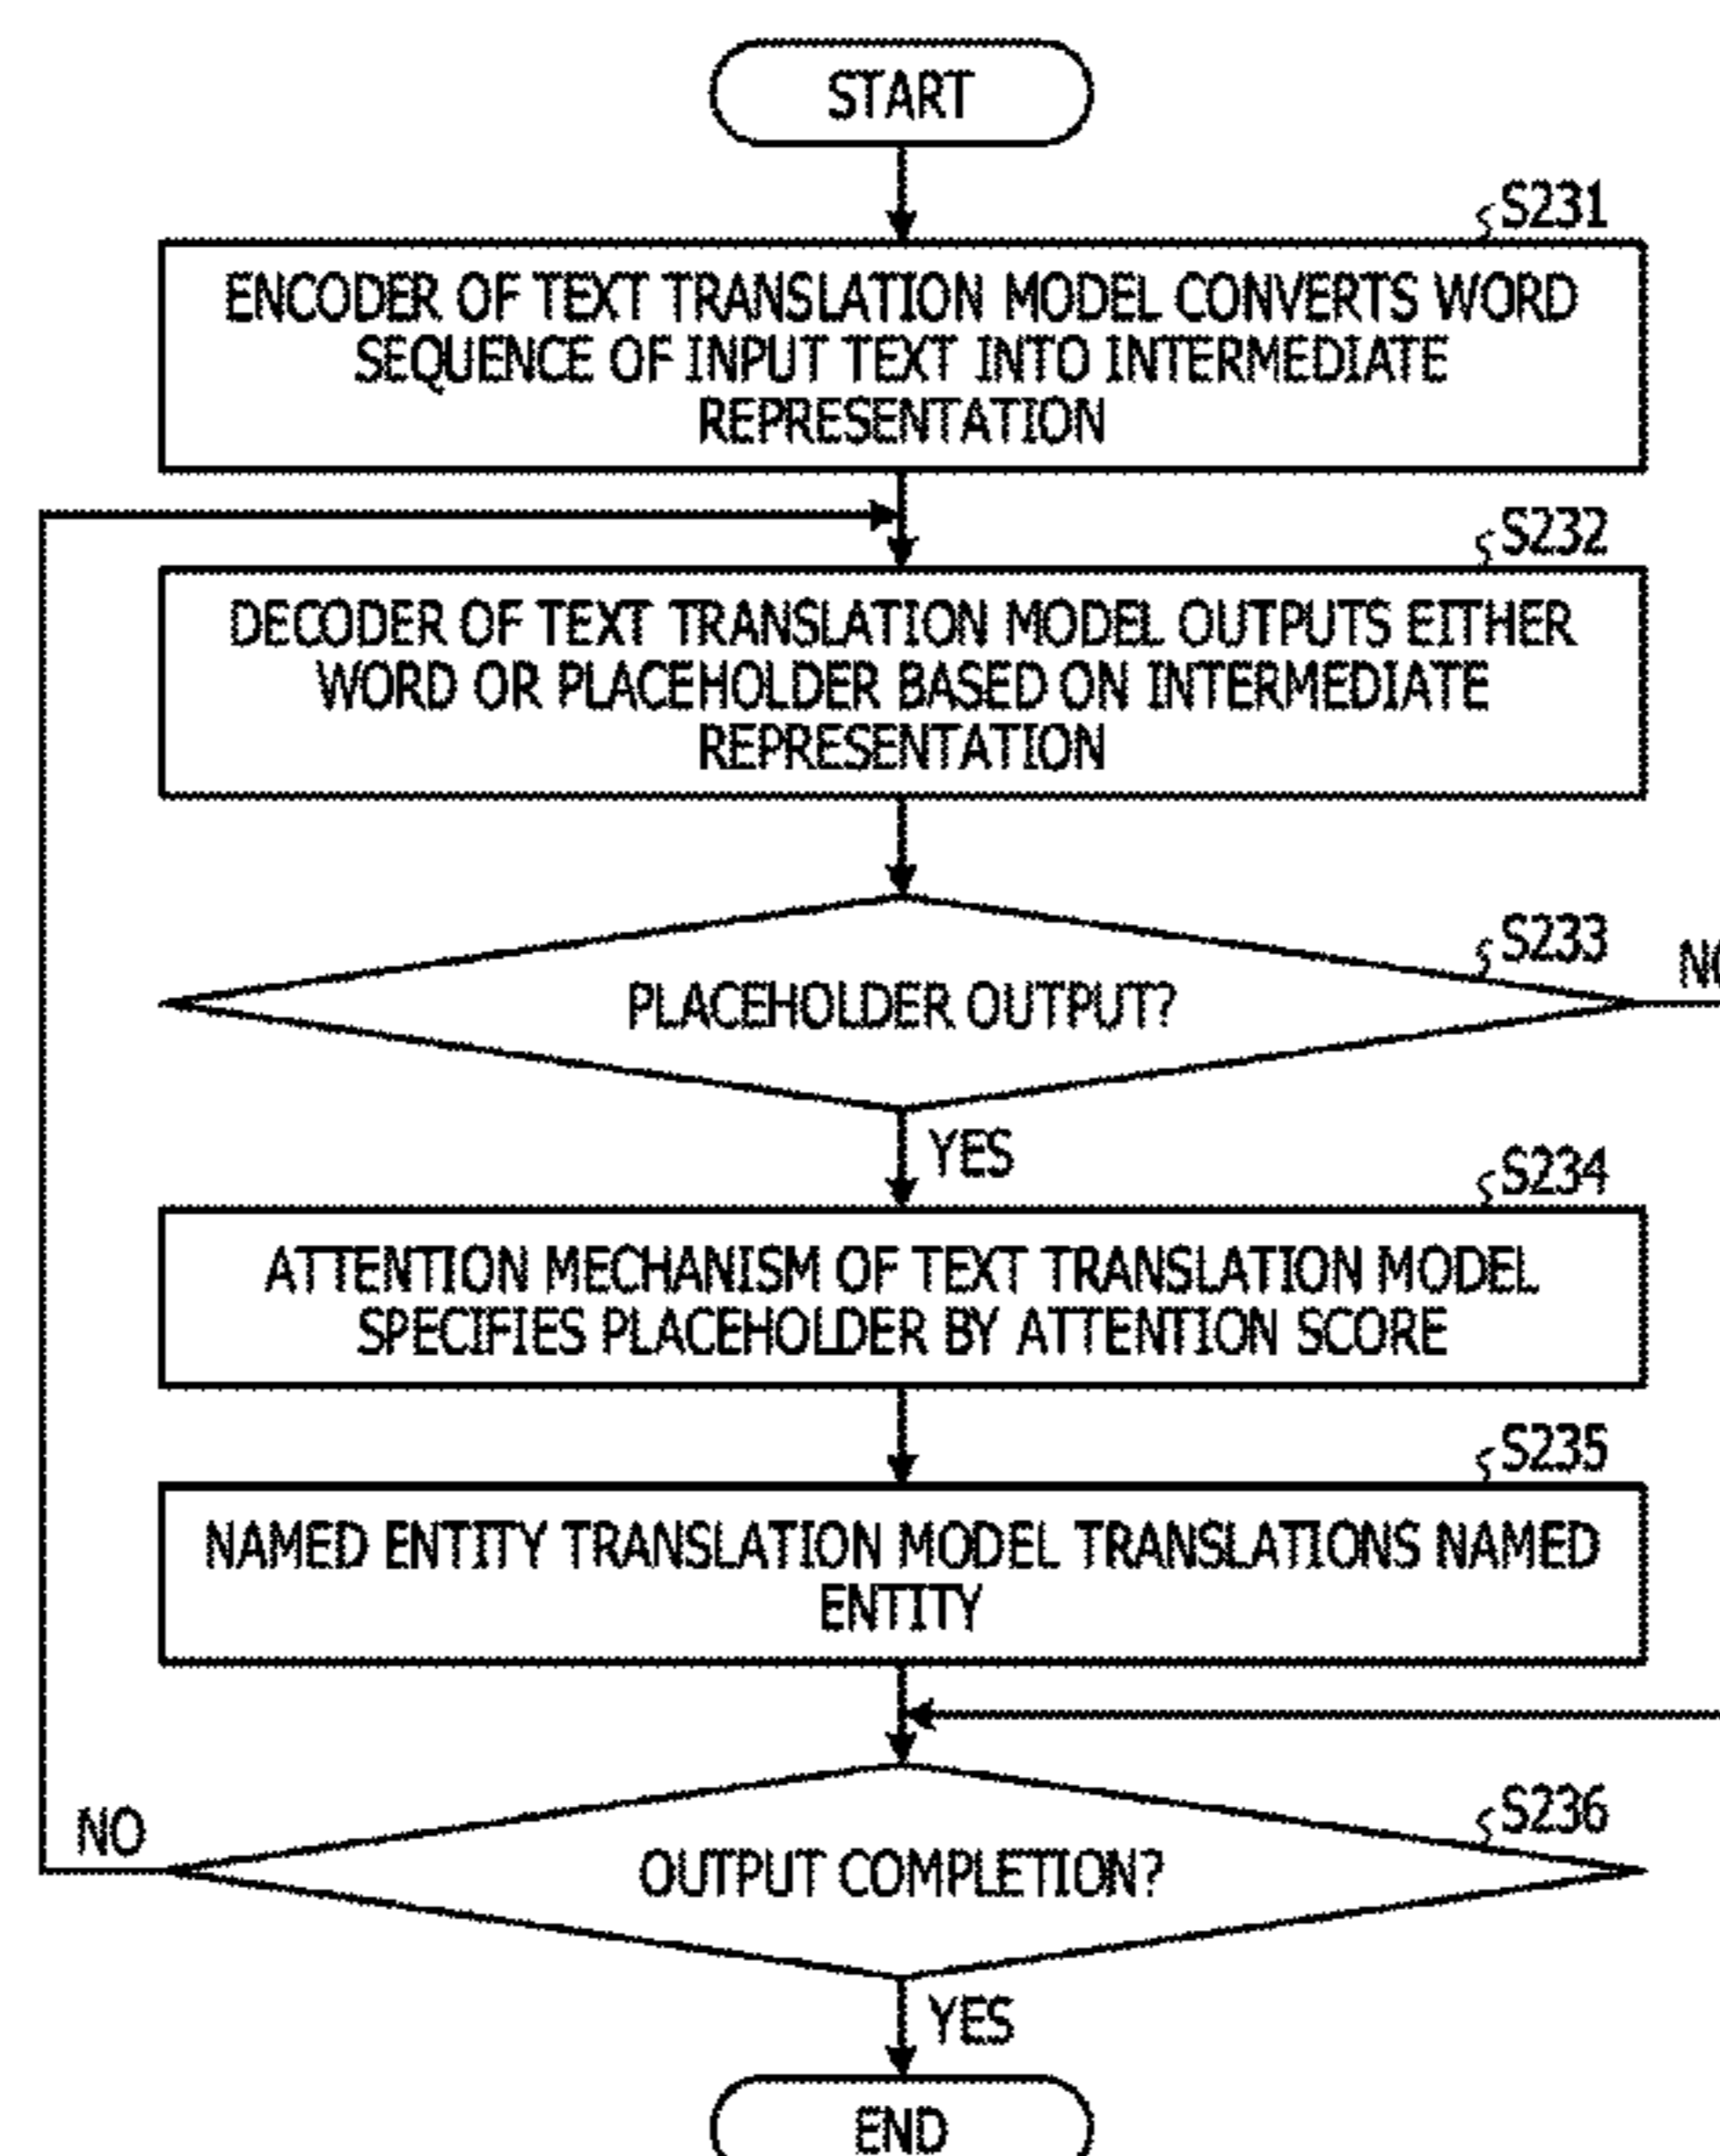 START
S231
ENCODER OF TEXT TRANSLATION MODEL CONVERTS WORD
SEQUENCE OF INPUT TEXT INTO INTERMEDIATE
REPRESENTATION
S232
DECODER OF TEXT TRANSLATION MODEL OUTPUTS EITHER
WORD OR PLACEHOLDER BASED ON INTERMEDIATE
REPRESENTATION
S233
NO
PLACEHOLDER OUTPUT?
YES
S234
ATTENTION MECHANISM OF TEXT TRANSLATION MODEL
SPECIFIES PLACEHOLDER BY ATTENTION SCORE
S235
NAMED ENTITY TRANSLATION MODEL TRANSLATIONS NAMED
ENTITY
S236
NO
OUTPUT COMPLETION?
YES
END